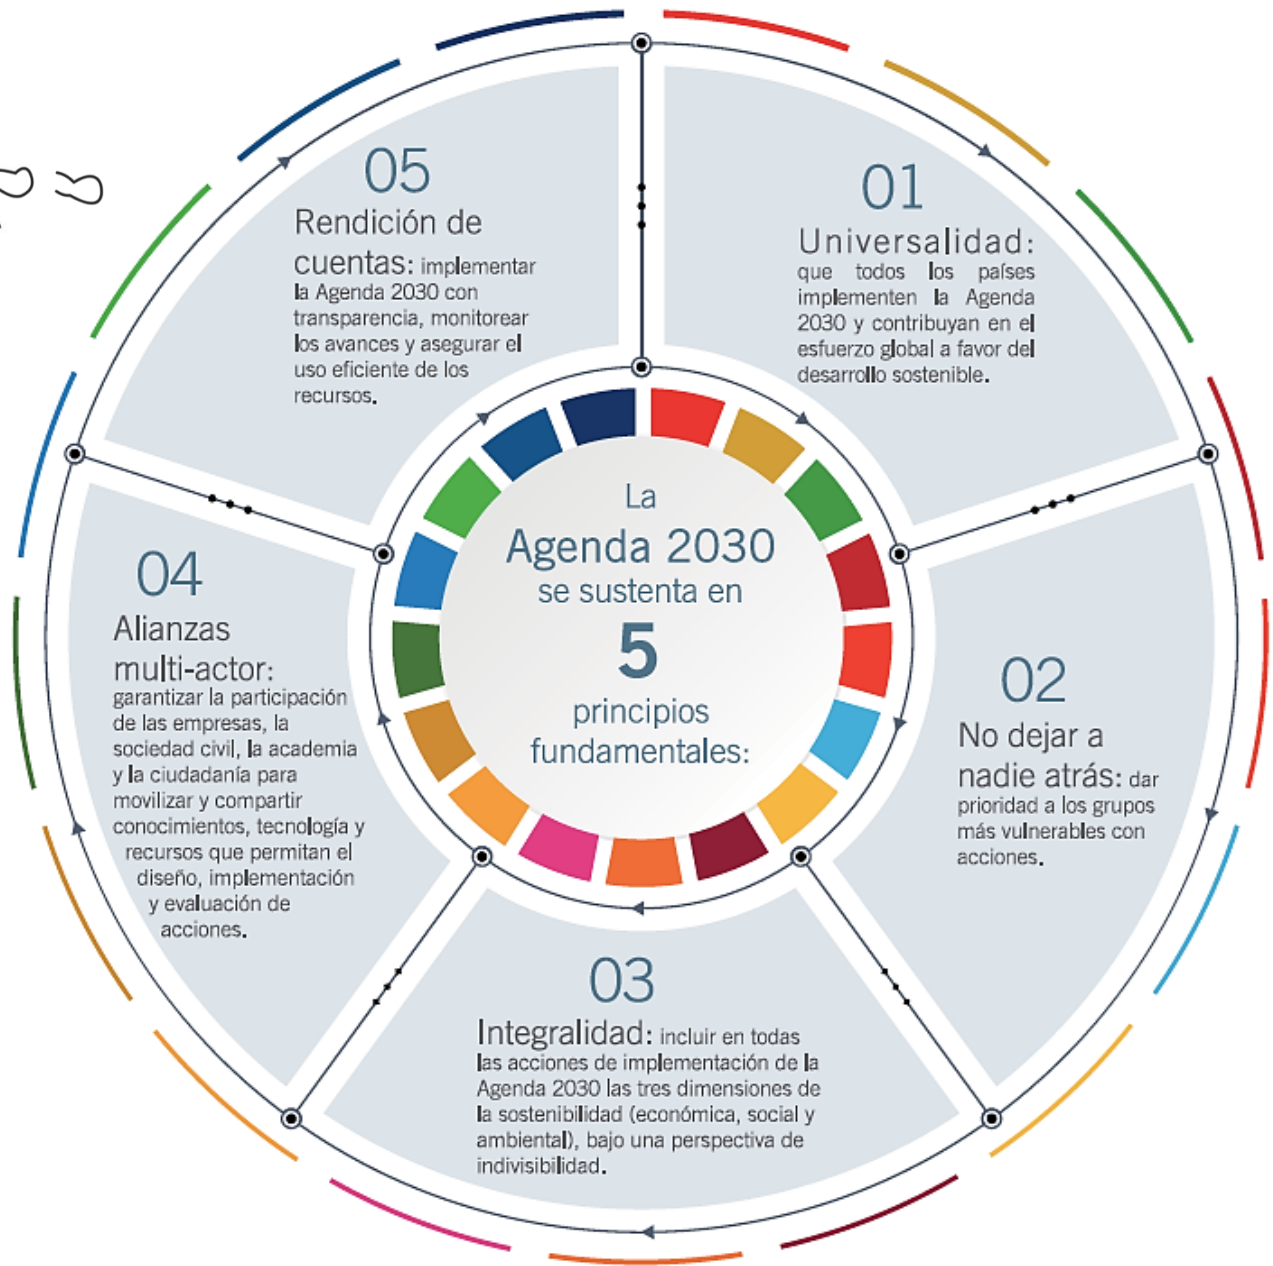 La
Agenda 2030
se sustenta en
5
principios
fundamentales:
01
Universalidad:
que todos los países
implementen la Agenda
2030 y contribuyan en el
esfuerzo global a favor del
desarrollo sostenible.
02
No dejar a
nadie atrás: dar
prioridad a los grupos
más vulnerables con
acciones.
03
Integralidad: incluir en todas
las acciones de implementación de la
Agenda 2030 las tres dimensiones de
la sostenibilidad (económica, social y
ambiental), bajo una perspectiva de
indivisibilidad.
04
Alianzas
multi-actor:
garantizar la participación
de las empresas, la
sociedad civil, la academia
y la ciudadanía para
movilizar y compartir
conocimientos, tecnología y
recursos que permitan el
diseño, implementación
y evaluación de
acciones.
05
Rendición de
cuentas: implementar
la Agenda 2030 con
transparencia, monitorear
los avances y asegurar el
uso eficiente de los
recursos.